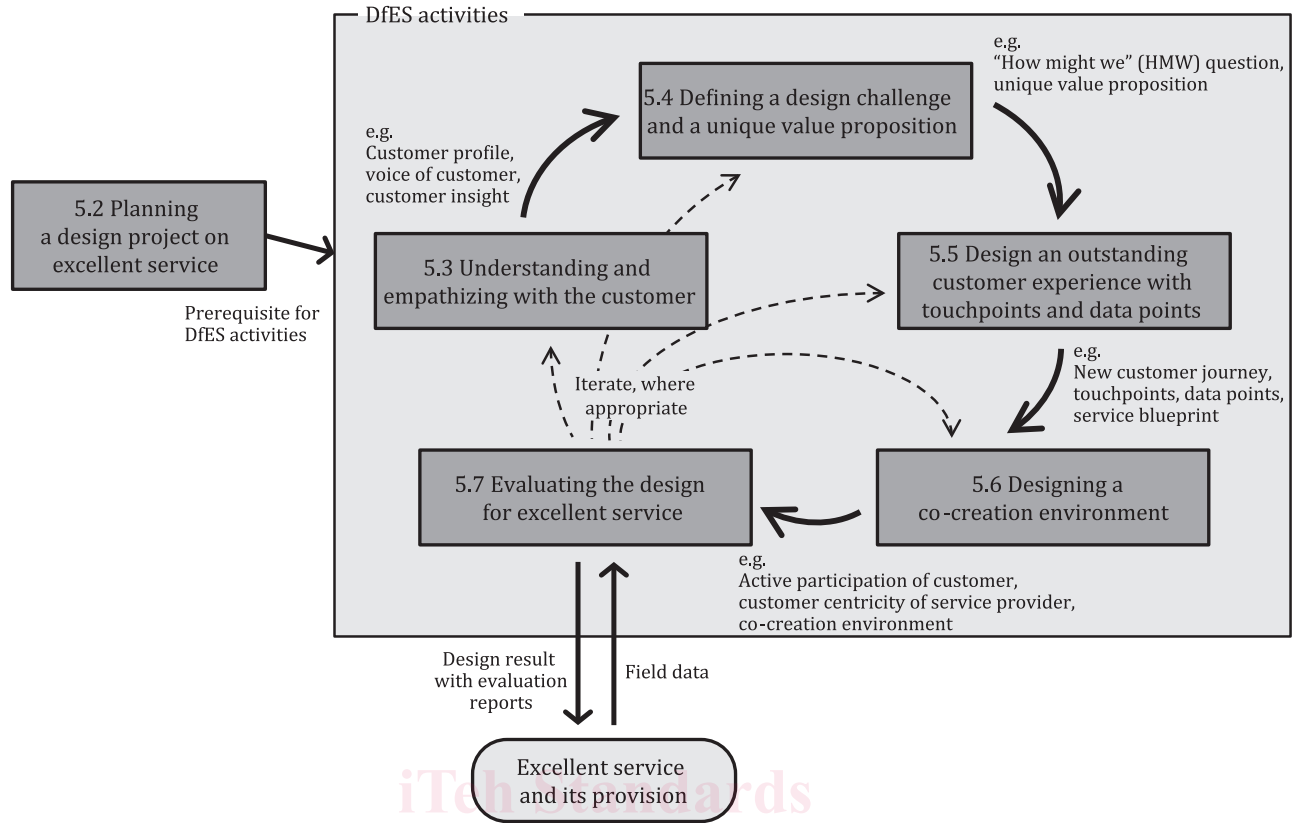 DfES activities
e.g.
“How might we” (HMW) question,
unique value proposition
5.4 Defining a design challenge
and a unique value proposition
e.g.
Customer profile,
voice of customer,
customer insight
5.2 Planning
a design project on
excellent service
Prerequisite for
DfES activities
5.3 Understanding and
empathizing with the customer
5.5 Design an outstanding
customer experience with
touchpoints and data points
e.g.
New customer journey,
touchpoints, data points,
service blueprint
Iterate, where
appropriate
5.7 Evaluating the design
for excellent service
5.6 Designing a
co-creation environment
e.g.
Active participation of customer,
customer centricity of service provider,
co-creation environment
Design result
with evaluation
reports
Field data
Excellent service
and its provision
iTeh Standards